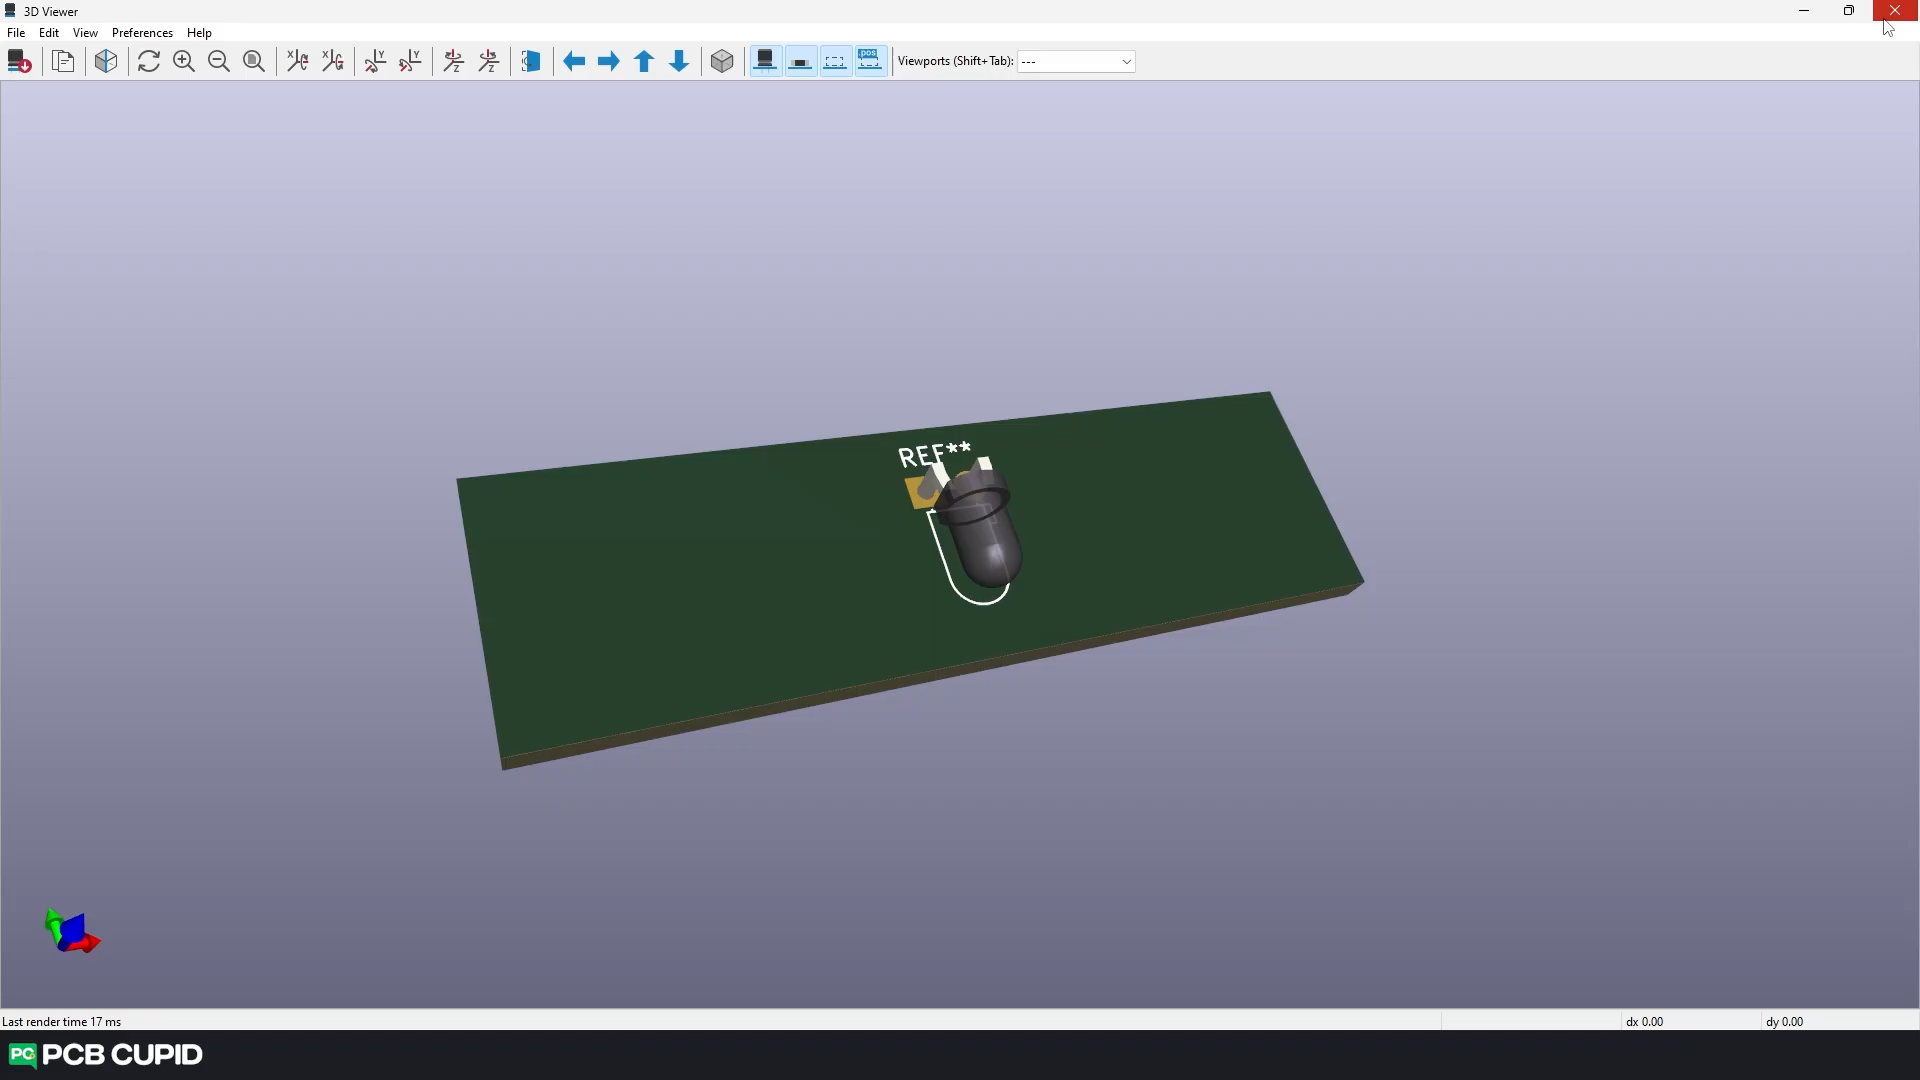 3D Viewer
File Edit View Preferences Help
Viewports (Shift+Tab): ---
REF**
Last render time 17 ms
dx 0.00
dy 0.00
PCB CUPID